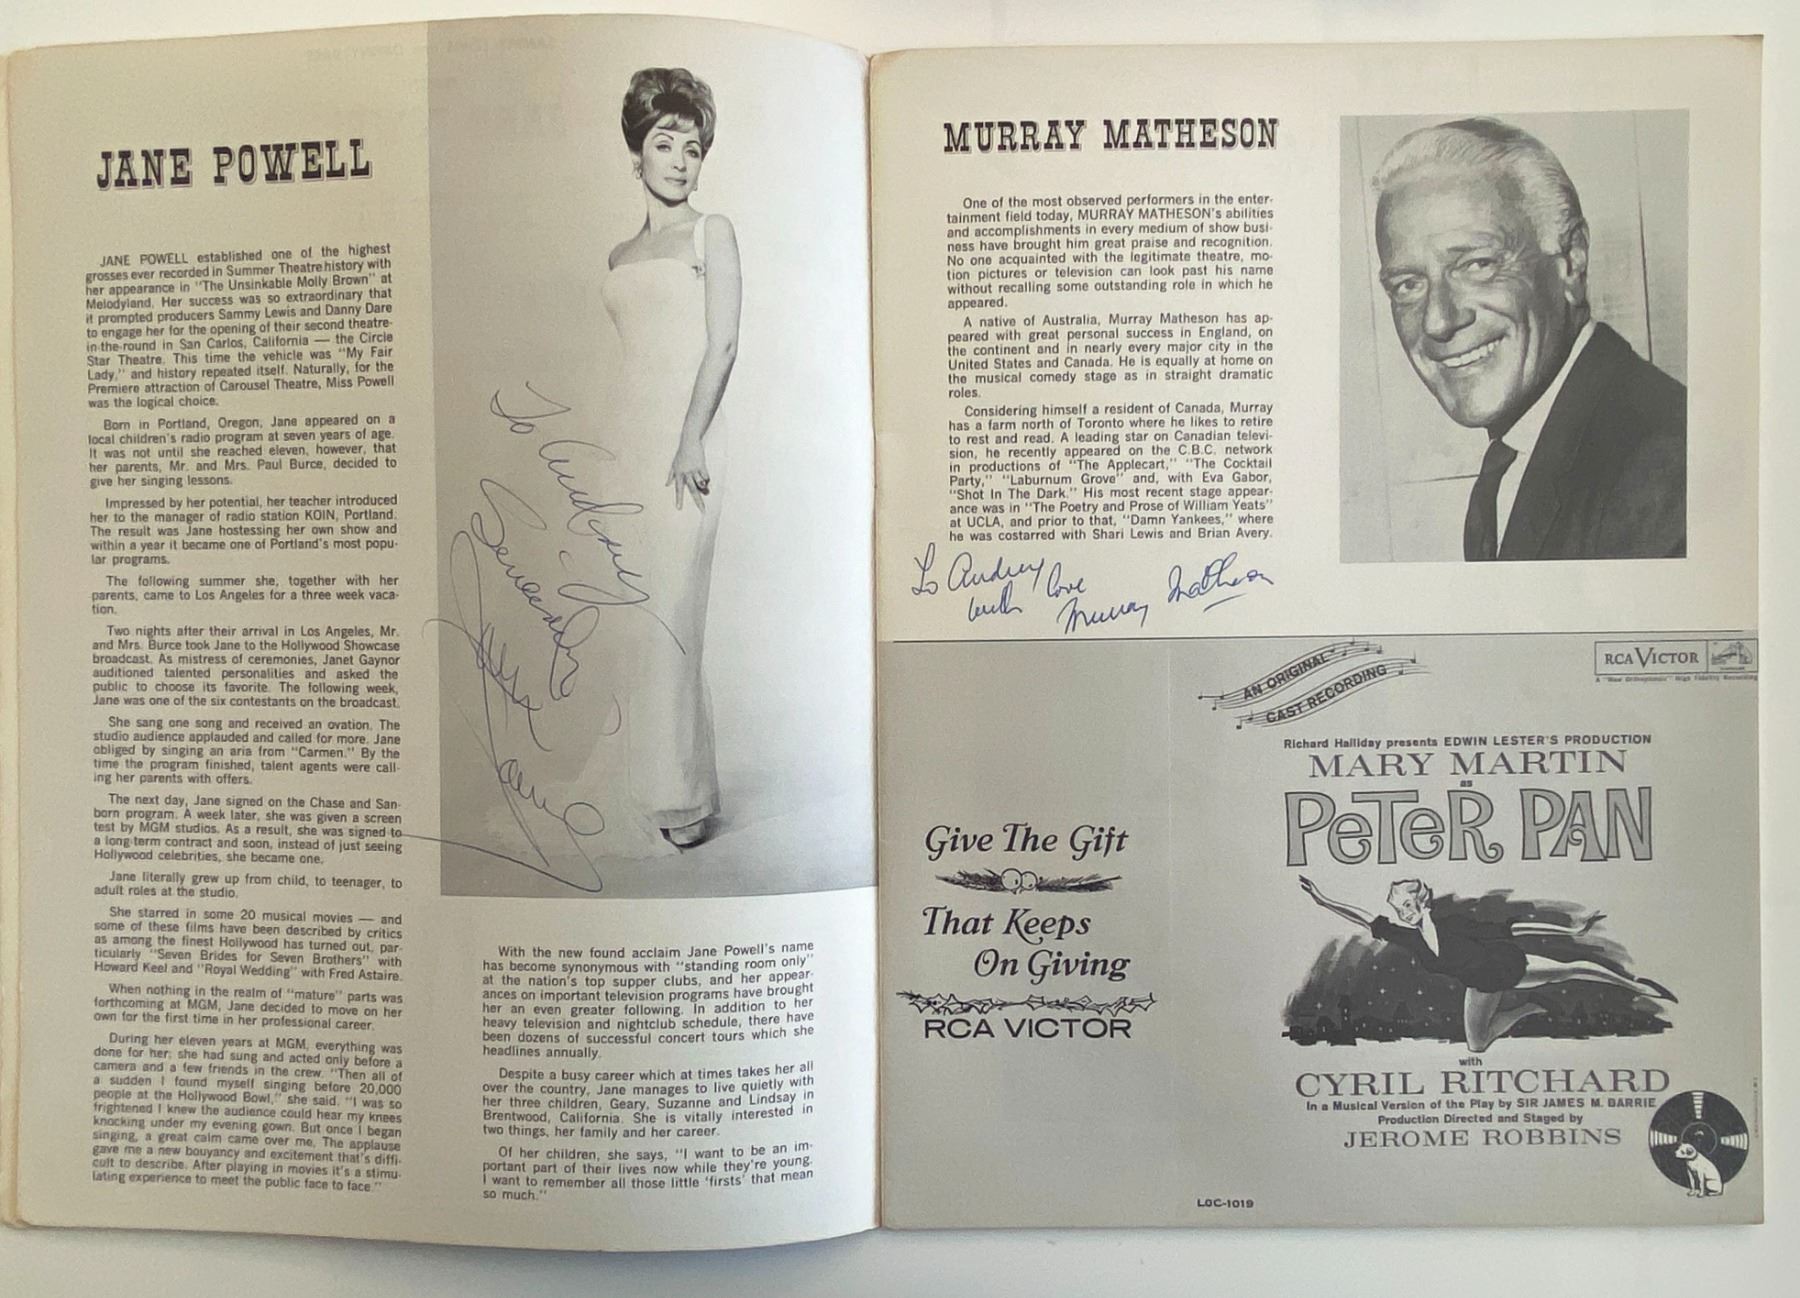 JANE POWELL
JANE POWELL established one of the highest
grosses ever recorded in Summer Theatre history with
her appearance in "The Unsinkable Molly Brown" at
Melodyland. Her success was so extraordinary that
it prompted producers Sammy Lewis and Danny Dare
to engage her for the opening of their second theatre-
in-the-round in San Carlos, California — the Circle
Star Theatre. This time the vehicle was "My Fair
Lady," and history repeated itself. Naturally, for the
Premiere attraction of Carousel Theatre, Miss Powell
was the logical choice.
Born in Portland, Oregon, Jane appeared on a
local children's radio program at seven years of age.
It was not until she reached eleven, however, that
her parents, Mr. and Mrs. Paul Burce, decided to
give her singing lessons.
Impressed by her potential, her teacher introduced
her to the manager of radio station KOIN, Portland.
The result was Jane hostessing her own show and
within a year it became one of Portland's most popu-
lar programs.
The following summer she, together with her
parents, came to Los Angeles for a three week vaca-
tion.
Two nights after their arrival in Los Angeles, Mr.
and Mrs. Burce took Jane to the Hollywood Showcase
broadcast. As mistress of ceremonies, Janet Gaynor
auditioned talented personalities and asked the
public to choose its favorite. The following week,
Jane was one of the six contestants on the broadcast.
She sang one song and received an ovation. The
studio audience applauded and called for more. Jane
obliged by singing an aria from "Carmen." By the
time the program finished, talent agents were call-
ing her parents with offers.
The next day, Jane signed on the Chase and San-
born program. A week later, she was given a screen
test by MGM studios. As a result, she was signed to
a long-term contract and soon, instead of just seeing
Hollywood celebrities, she became one.
Jane literally grew up from child, to teenager, to
adult roles at the studio.
She starred in some 20 musical movies — and
some of these films have been described by critics
as among the finest Hollywood has turned out, par-
ticularly "Seven Brides for Seven Brothers" with
Howard Keel and "Royal Wedding" with Fred Astaire.
When nothing in the realm of "mature" parts was
forthcoming at MGM, Jane decided to move on her
own for the first time in her professional career.
During her eleven years at MGM, everything was
done for her; she had sung and acted only before a
camera and a few friends in the crew. "Then all of
a sudden I found myself singing before 20,000
people at the Hollywood Bowl," she said. "I was so
frightened I knew the audience could hear my knees
knocking under my evening gown. But once I began
singing, a great calm came over me. The applause
gave me a new bouyancy and excitement that's diffi-
cult to describe. After playing in movies it's a stimu-
lating experience to meet the public face to face."
To Audrey
Sincerely
Jane Powell
With the new found acclaim Jane Powell's name
has become synonymous with "standing room only"
at the nation's top supper clubs, and her appear-
ances on important television programs have brought
her an even greater following. In addition to her
heavy television and nightclub schedule, there have
been dozens of successful concert tours which she
headlines annually.
Despite a busy career which at times takes her all
over the country, Jane manages to live quietly with
her three children, Geary, Suzanne and Lindsay in
Brentwood, California. She is vitally interested in
two things, her family and her career.
Of her children, she says, "I want to be an im-
portant part of their lives now while they're young.
I want to remember all those little 'firsts' that mean
so much."
MURRAY MATHESON
One of the most observed performers in the enter-
tainment field today, MURRAY MATHESON's abilities
and accomplishments in every medium of show busi-
ness have brought him great praise and recognition.
No one acquainted with the legitimate theatre, mo-
tion pictures or television can look past his name
without recalling some outstanding role in which he
appeared.
A native of Australia, Murray Matheson has ap-
peared with great personal success in England, on
the continent and in nearly every major city in the
United States and Canada. He is equally at home on
the musical comedy stage as in straight dramatic
roles.
Considering himself a resident of Canada, Murray
has a farm north of Toronto where he likes to retire
to rest and read. A leading star on Canadian televi-
sion, he recently appeared on the C.B.C. network
in productions of "The Applecart," "The Cocktail
Party," "Laburnum Grove" and, with Eva Gabor,
"Shot In The Dark." His most recent stage appear-
ance was in "The Poetry and Prose of William Yeats"
at UCLA, and prior to that, "Damn Yankees," where
he was costarred with Shari Lewis and Brian Avery.
To Audrey
with love
Murray Matheson
Give The Gift
That Keeps
On Giving
RCA VICTOR
AN ORIGINAL
CAST RECORDING
RCA VICTOR
A "New Orthophonic" High Fidelity Recording
Richard Halliday presents EDWIN LESTER'S PRODUCTION
MARY MARTIN
as
PETER PAN
with
CYRIL RITCHARD
In a Musical Version of the Play by SIR JAMES M. BARRIE
Production Directed and Staged by
JEROME ROBBINS
LOC-1019